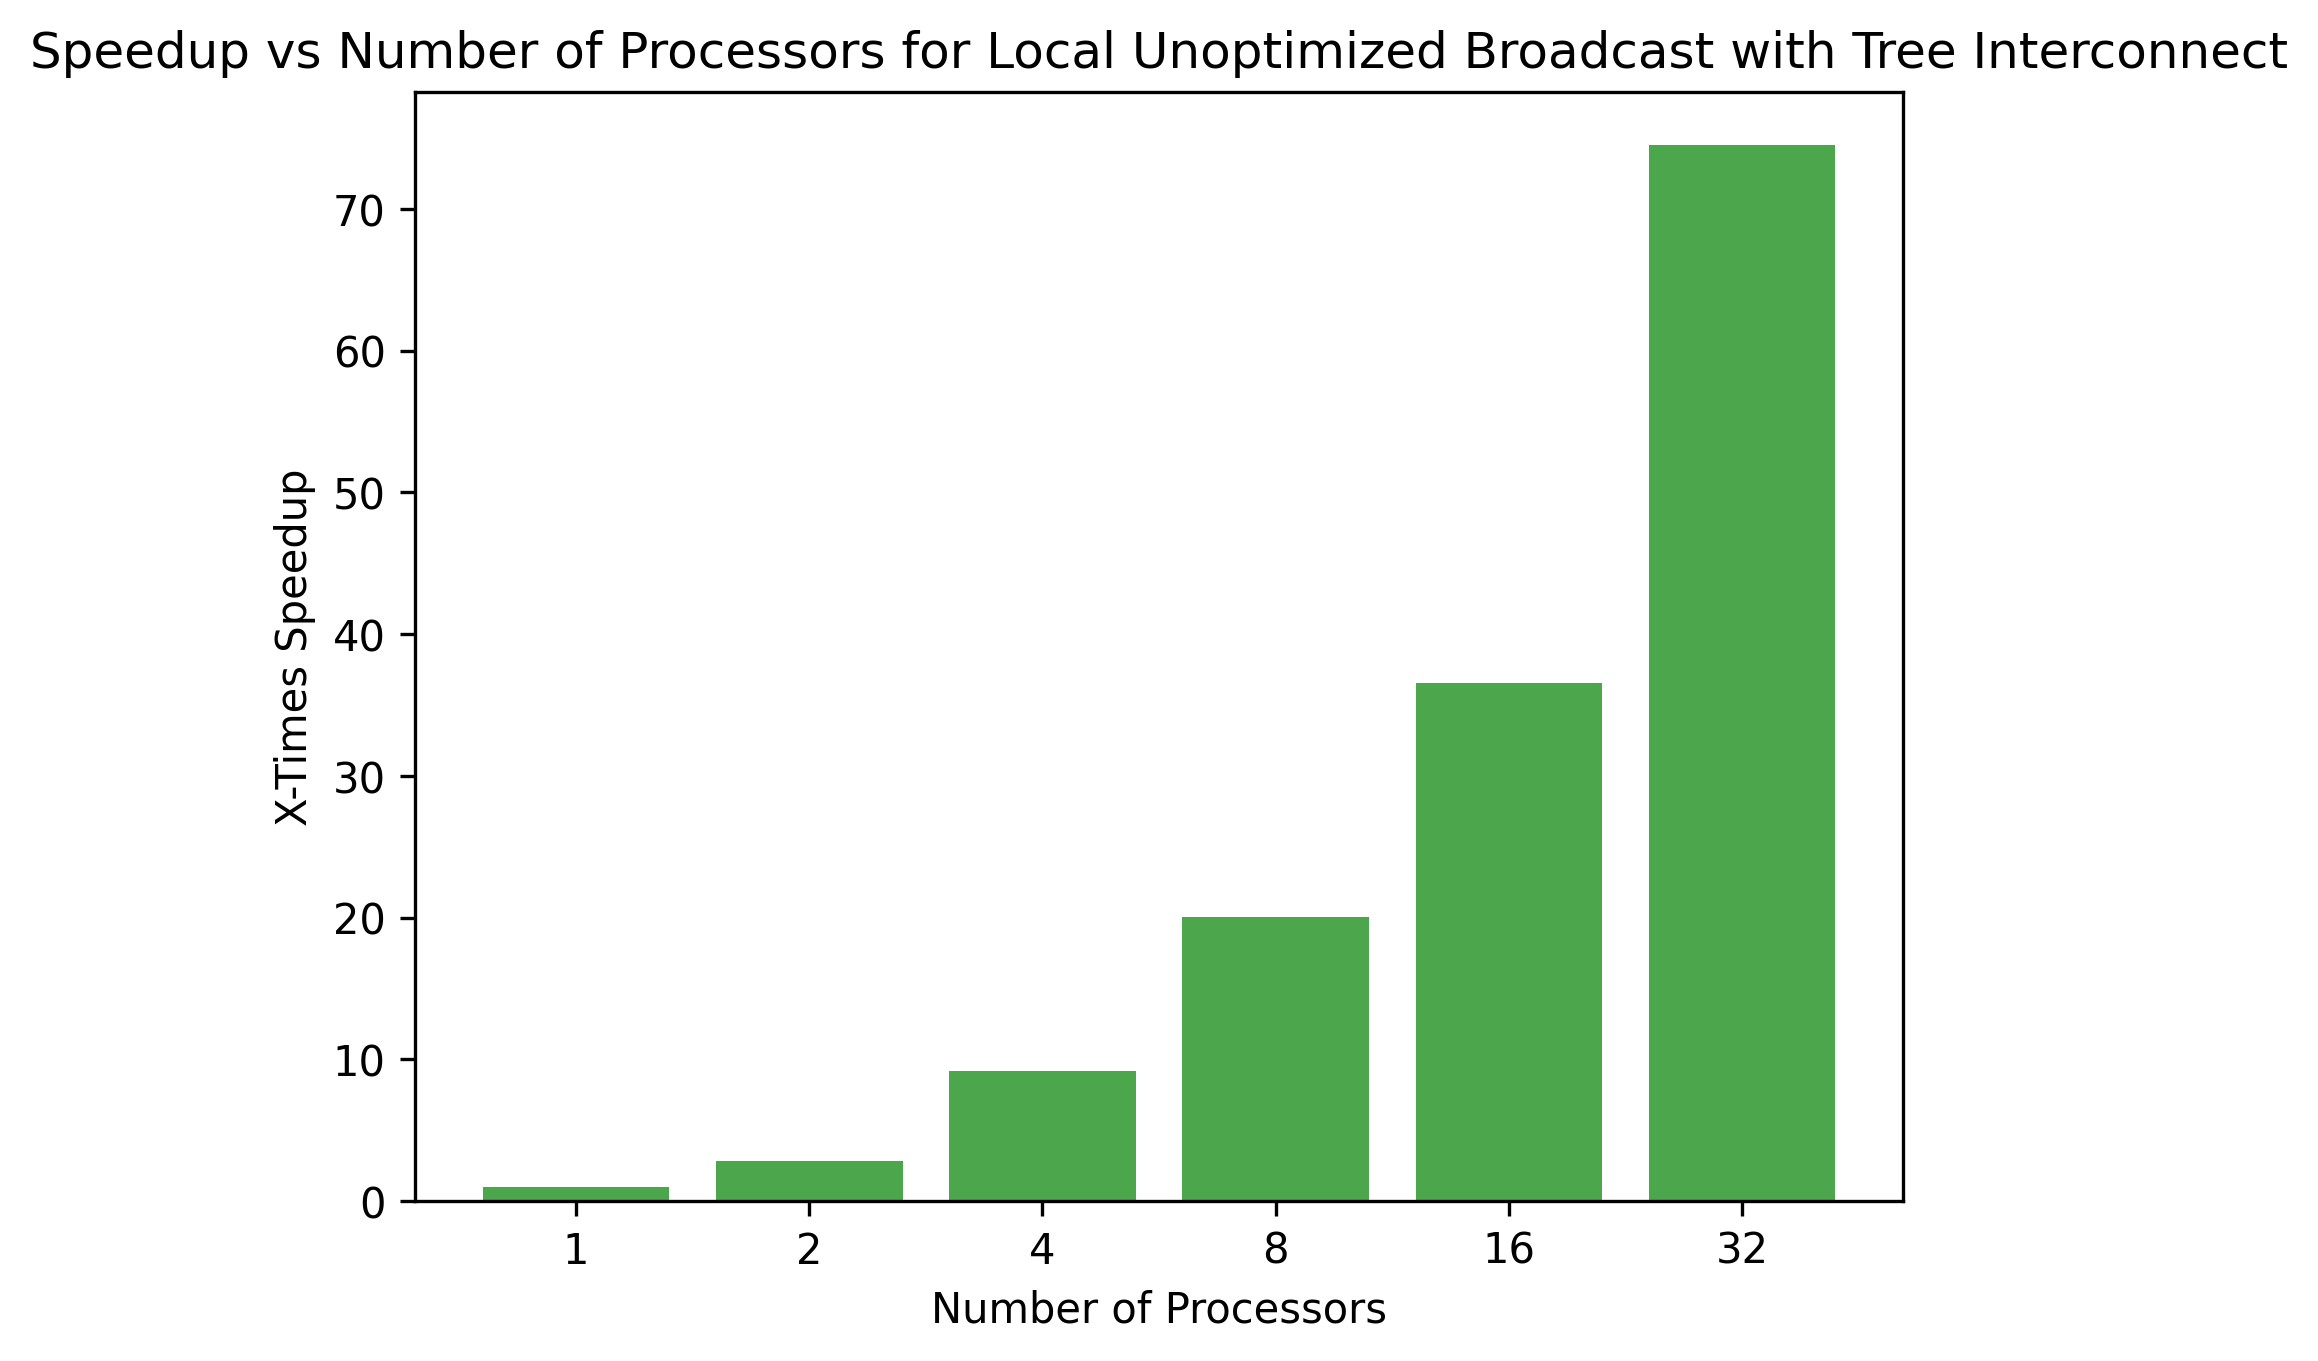 Speedup vs Number of Processors for Local Unoptimized Broadcast with Tree Interconnect
X-Times Speedup
70
60
50
40
30
20
10
0
1 2 4 8 16 32
Number of Processors